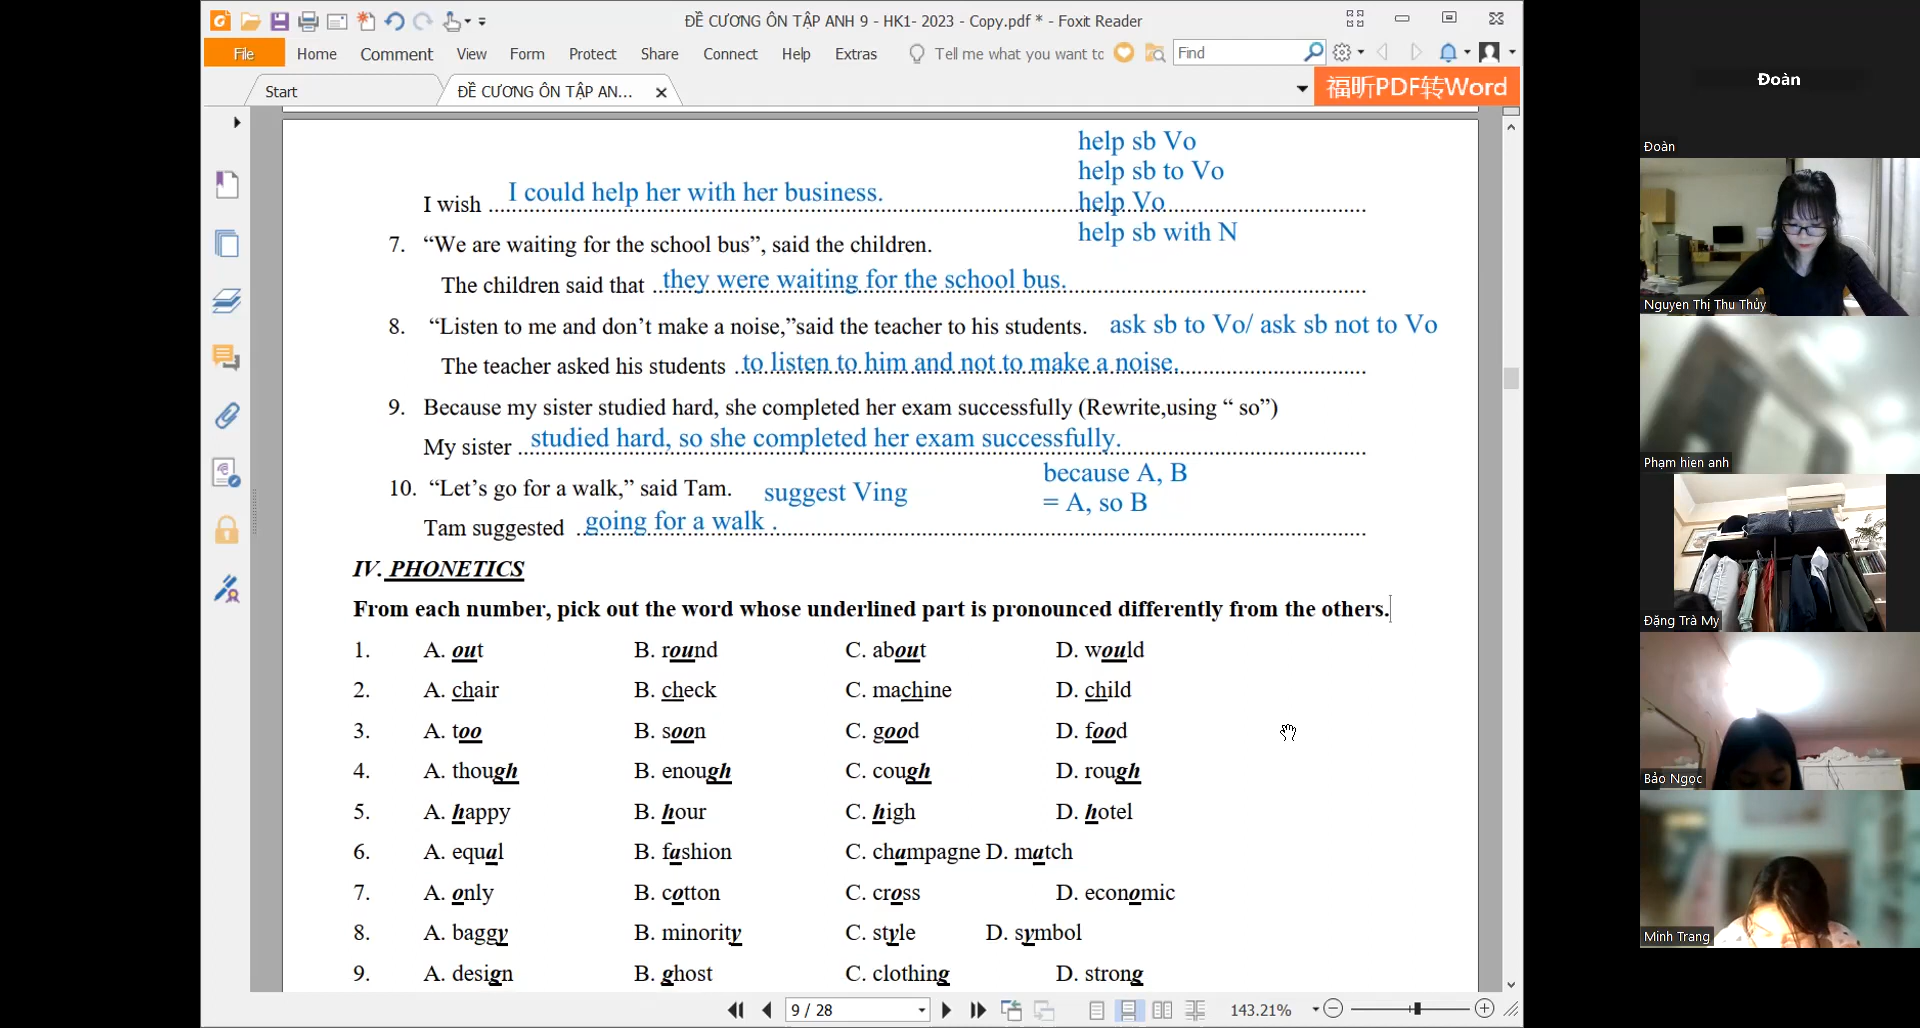 ĐỀ CƯƠNG ÔN TẬP ANH 9 - HK1- 2023 - Copy.pdf * - Foxit Reader
File Home Comment View Form Protect Share Connect Help Extras Tell me what you want to Find
Start ĐỀ CƯƠNG ÔN TẬP AN... 福昕PDF转Word
help sb Vo
help sb to Vo
I wish I could help her with her business.
help Vo
help sb with N
7. “We are waiting for the school bus”, said the children.
The children said that they were waiting for the school bus.
8. “Listen to me and don’t make a noise,”said the teacher to his students. ask sb to Vo/ ask sb not to Vo
The teacher asked his students to listen to him and not to make a noise.
9. Because my sister studied hard, she completed her exam successfully (Rewrite,using “ so”)
My sister studied hard, so she completed her exam successfully.
because A, B
10. “Let’s go for a walk,” said Tam. suggest Ving
= A, so B
Tam suggested going for a walk .
IV. PHONETICS
From each number, pick out the word whose underlined part is pronounced differently from the others.
1. A. out B. round C. about D. would
2. A. chair B. check C. machine D. child
3. A. too B. soon C. good D. food
4. A. though B. enough C. cough D. rough
5. A. happy B. hour C. high D. hotel
6. A. equal B. fashion C. champagne D. match
7. A. only B. cotton C. cross D. economic
8. A. baggy B. minority C. style D. symbol
9. A. design B. ghost C. clothing D. strong
9 / 28 143.21%
Đoàn
Đoàn
Nguyen Thị Thu Thủy
Phạm hien anh
Đặng Trà My
Bảo Ngọc
Minh Trang